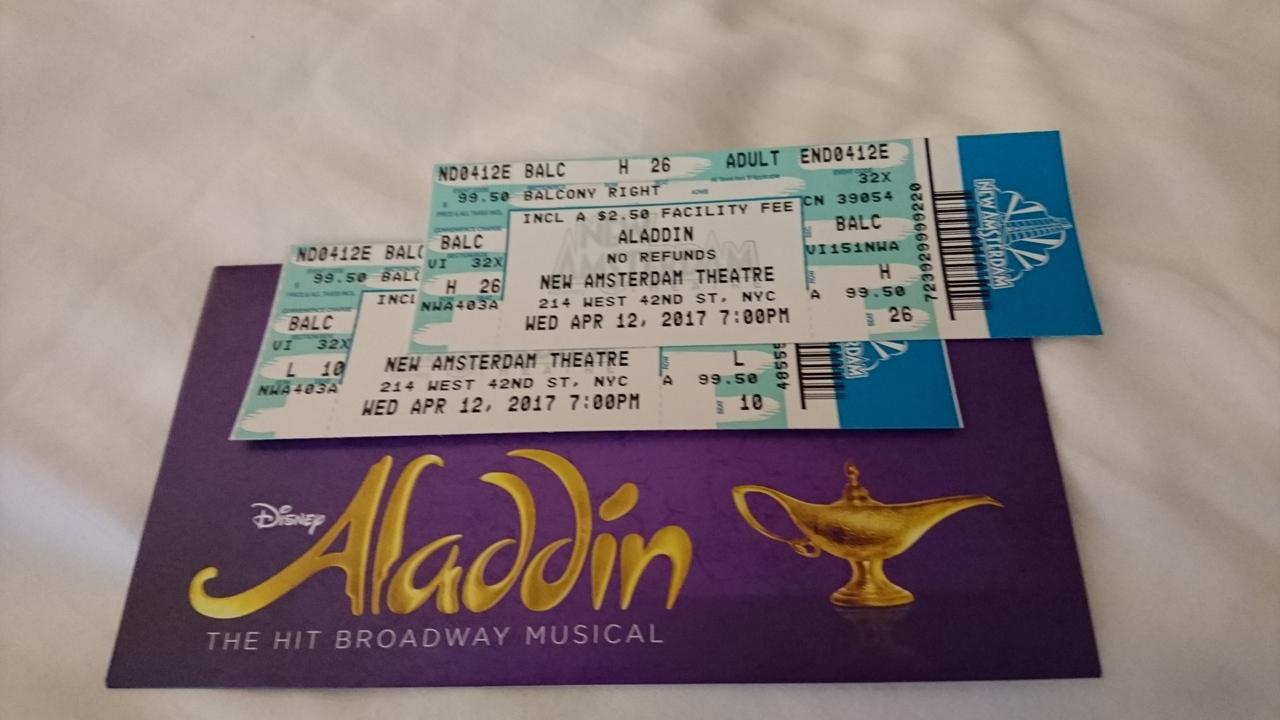 ND0412E BALC H 26 ADULT END0412E
99.50 BALCONY RIGHT 32X
INCL A $2.50 FACILITY FEE CN 39054
BALC ALADDIN BALC
VI 32X NO REFUNDS VI151NWA
H 26 NEW AMSTERDAM THEATRE H
NWA403A 214 WEST 42ND ST, NYC A 99.50
WED APR 12, 2017 7:00PM 26
NEW AMSTERDAM
ND0412E BALC
99.50 BALC
INCL
BALC
VI 32X
L 10 NEW AMSTERDAM THEATRE L
NWA403A 214 WEST 42ND ST, NYC A 99.50
WED APR 12, 2017 7:00PM 10
Disney
Aladdin
THE HIT BROADWAY MUSICAL